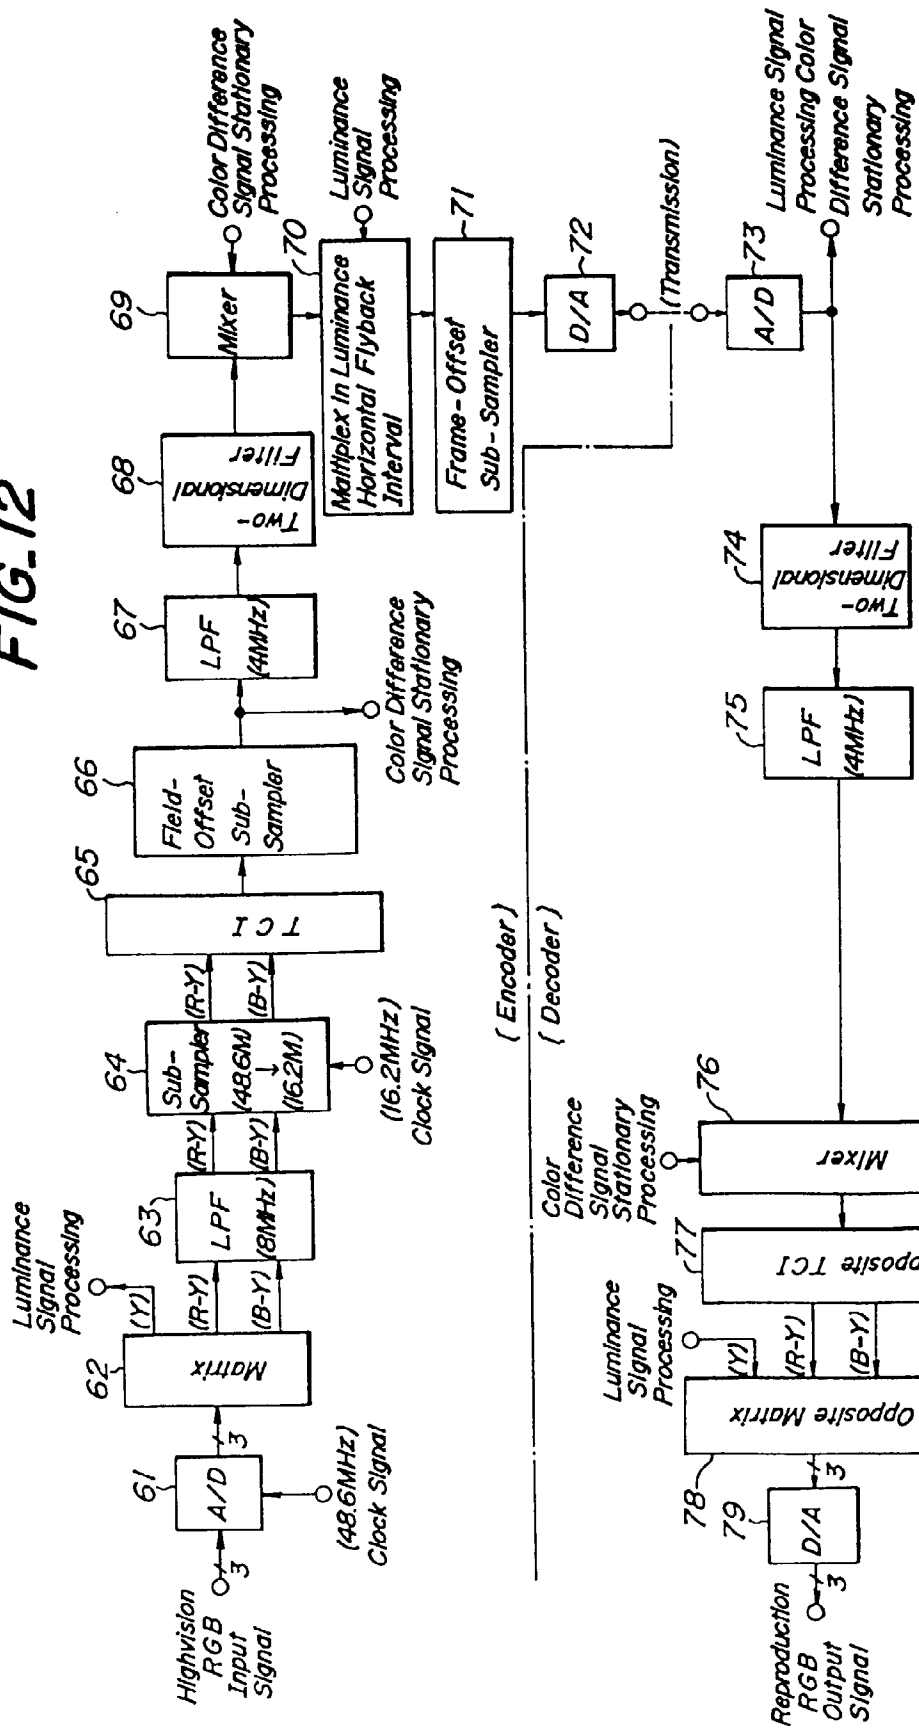 FIG_12
Highvision
RGB
Input
Signal
3
61
A/D
(48.6MHz)
Clock Signal
3
62
Matrix
Luminance
Signal
Processing
(Y)
(R-Y)
(B-Y)
63
LPF
(8MHz)
(R-Y)
(B-Y)
64
Sub-
Sampler
(48.6M)
→
(16.2M)
(16.2MHz)
Clock Signal
(R-Y)
(B-Y)
65
TCI
66
Field-
Offset
Sub-
Sampler
Color Difference
Signal Stationary
Processing
67
LPF
(4MHz)
68
Two-
Dimensional
Filter
69
Mixer
Color Difference
Signal Stationary
Processing
70
Maltiplex in Luminance
Horizontal Flyback
Interval
Luminance
Signal
Processing
71
Frame-Offset
Sub-Sampler
72
D/A
(Transmission)
(Encoder)
(Decoder)
73
A/D
Luminance Signal
Processing Color
Difference Signal
Stationary
Processing
74
Two-
Dimensional
Filter
75
LPF
(4MHz)
76
Mixer
Color
Difference
Signal
Stationary
Processing
77
pposite TCI
Luminance
Signal
Processing
(Y)
(R-Y)
(B-Y)
78
Opposite Matrix
3
79
D/A
3
Reproduction
RGB
Output
Signal